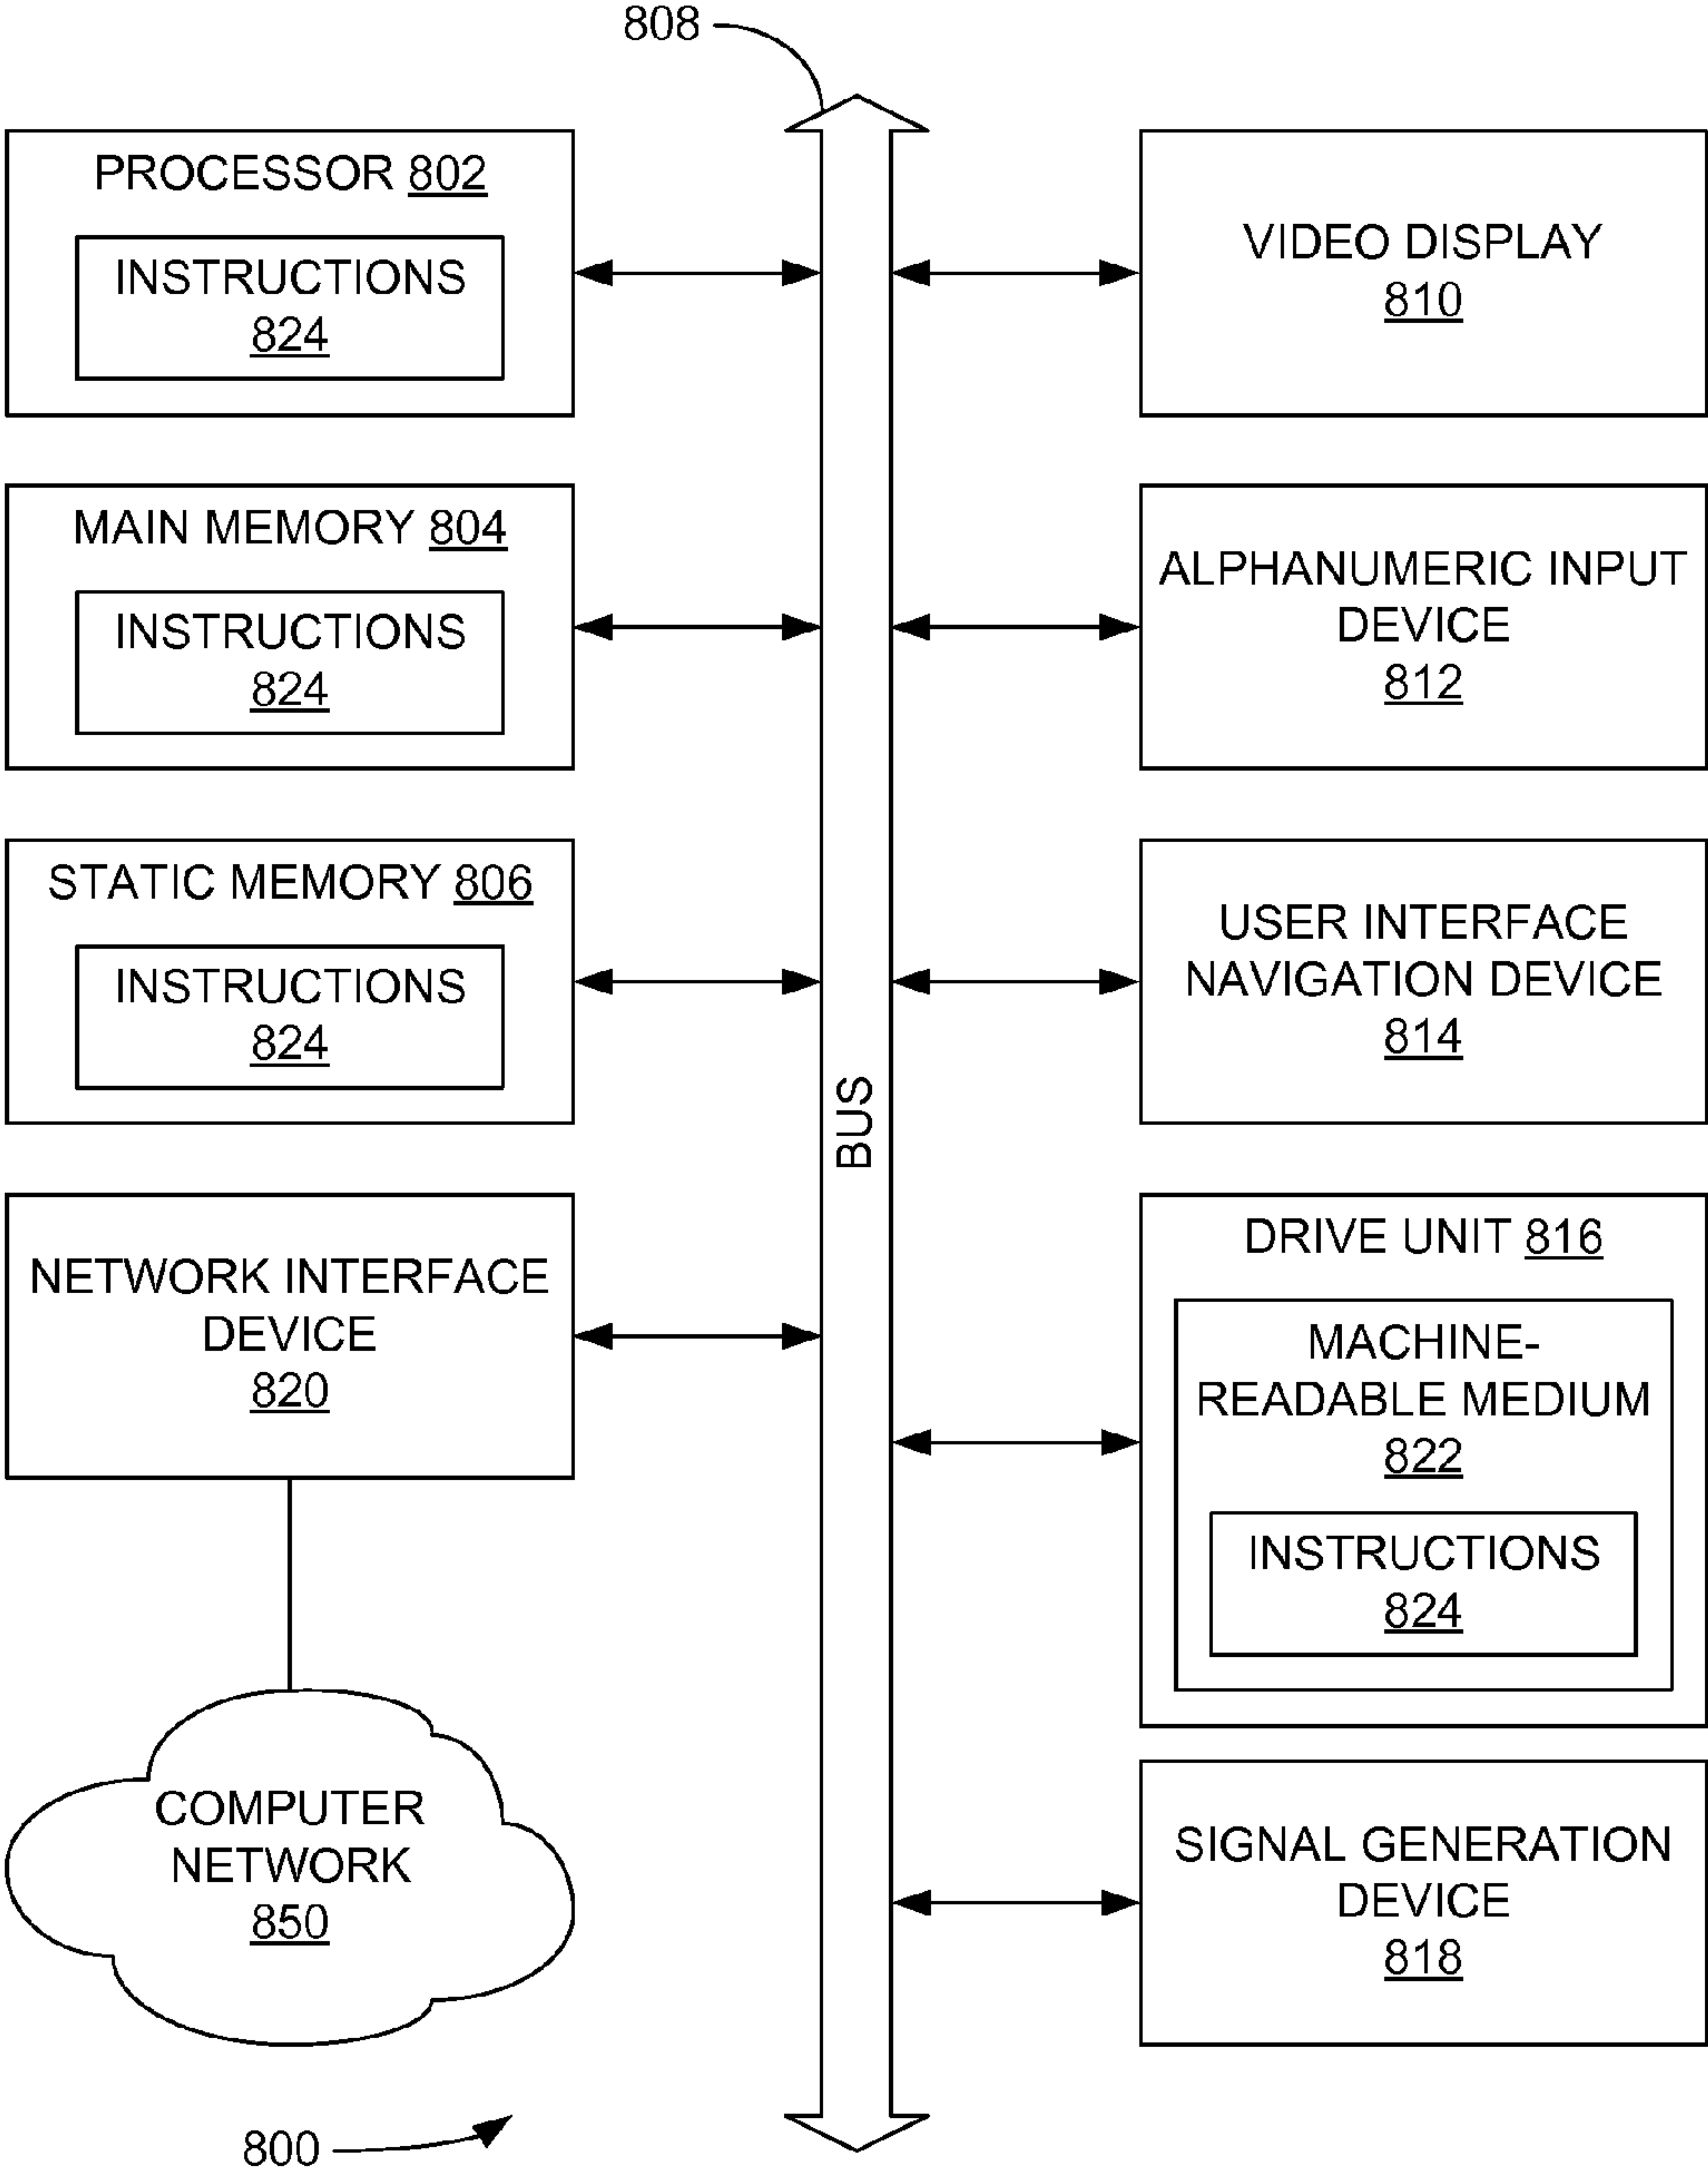 808
PROCESSOR 802
INSTRUCTIONS
824
MAIN MEMORY 804
INSTRUCTIONS
824
STATIC MEMORY 806
INSTRUCTIONS
824
NETWORK INTERFACE
DEVICE
820
COMPUTER
NETWORK
850
800
BUS
VIDEO DISPLAY
810
ALPHANUMERIC INPUT
DEVICE
812
USER INTERFACE
NAVIGATION DEVICE
814
DRIVE UNIT 816
MACHINE-
READABLE MEDIUM
822
INSTRUCTIONS
824
SIGNAL GENERATION
DEVICE
818